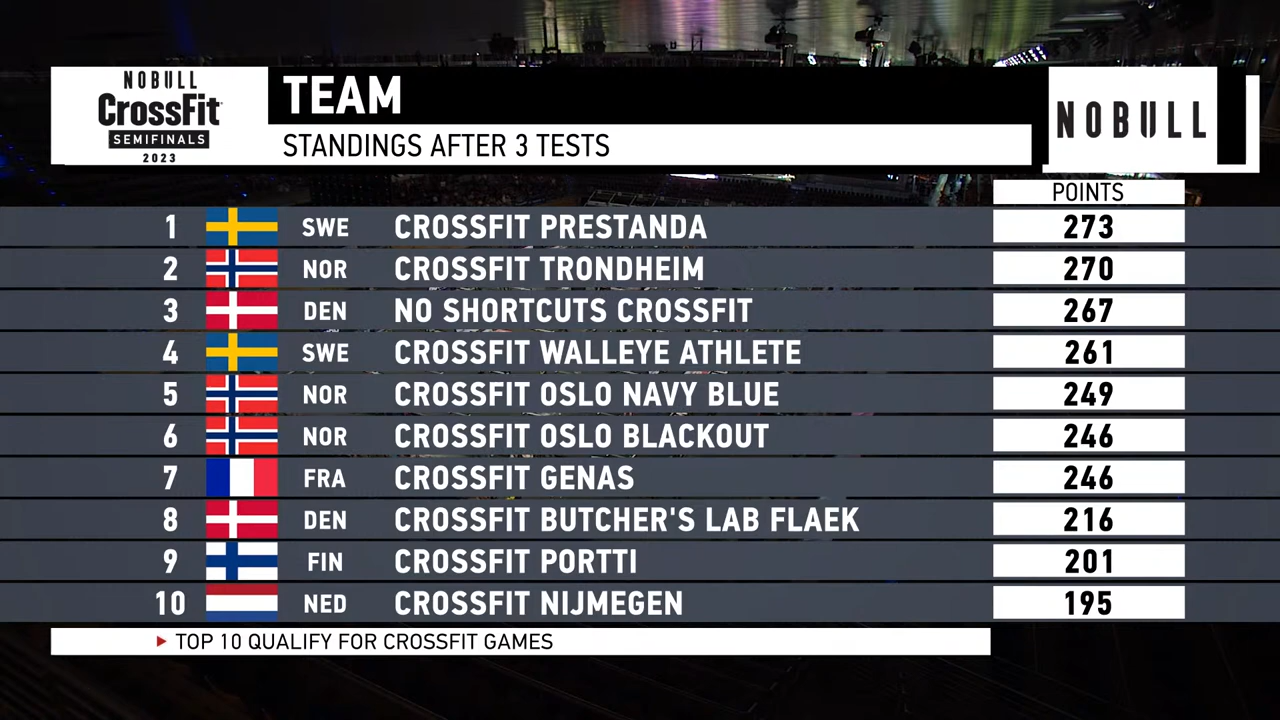 NOBULL
CrossFit
SEMIFINALS
2023
TEAM
STANDINGS AFTER 3 TESTS
NOBULL
POINTS
1 SWE CROSSFIT PRESTANDA 273
2 NOR CROSSFIT TRONDHEIM 270
3 DEN NO SHORTCUTS CROSSFIT 267
4 SWE CROSSFIT WALLEYE ATHLETE 261
5 NOR CROSSFIT OSLO NAVY BLUE 249
6 NOR CROSSFIT OSLO BLACKOUT 246
7 FRA CROSSFIT GENAS 246
8 DEN CROSSFIT BUTCHER'S LAB FLAEK 216
9 FIN CROSSFIT PORTTI 201
10 NED CROSSFIT NIJMEGEN 195
TOP 10 QUALIFY FOR CROSSFIT GAMES